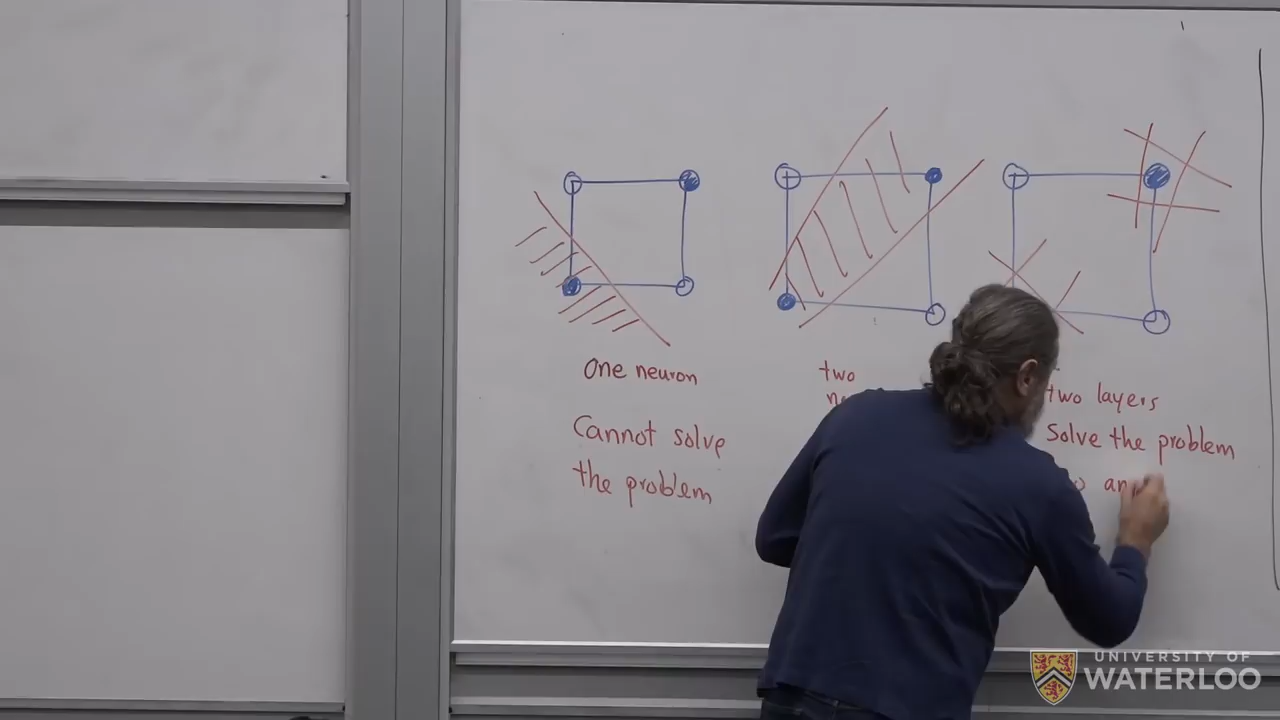 One neuron
Cannot solve
the problem
two
two layers
Solve the problem
UNIVERSITY OF
WATERLOO